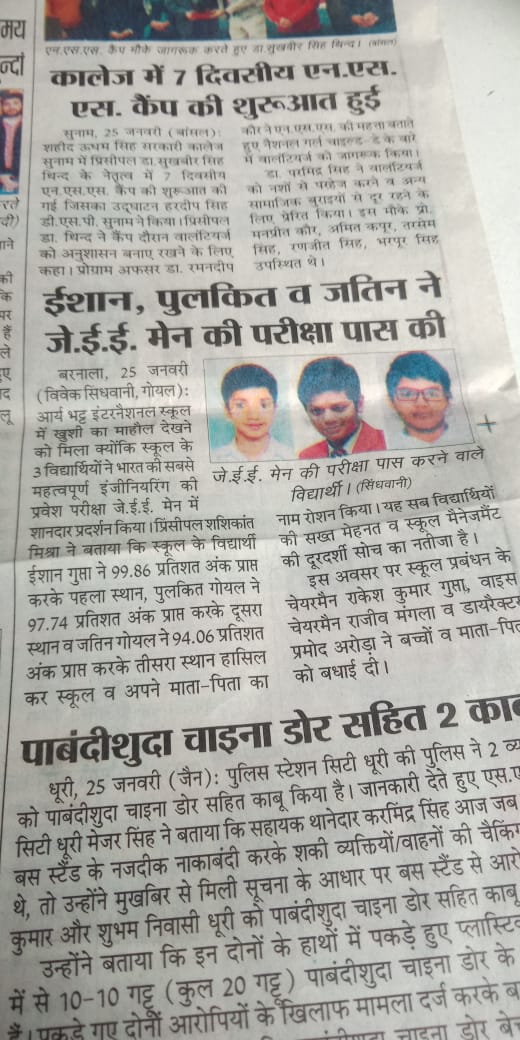 मय
न्दां
रते
दी)
ाने
की
कि
पर
हैं
ले
एए
द
लू
एन.एस.एस. कैंप मौके जागरूक करते हुए डा.सुखबीर सिंह थिन्द। (बांसल)
कालेज में 7 दिवसीय एन.एस.
एस. कैंप की शुरूआत हुई
सुनाम, 25 जनवरी (बांसल):
शहीद ऊधम सिंह सरकारी कालेज
सुनाम में प्रिंसीपल डा.सुखबीर सिंह
थिन्द के नेतृत्व में 7 दिवसीय
एन.एस.एस. कैंप की शुरूआत की
गई जिसका उद्घाटन हरदीप सिंह
डी.एस.पी. सुनाम ने किया।प्रिंसीपल
डा. थिन्द ने कैंप दौरान वालंटियर्ज
को अनुशासन बनाए रखने के लिए
कहा। प्रोग्राम अफसर डा. रमनदीप
कौर ने एन.एस.एस. की महत्ता बताते
हुए नैशनल गर्ल चाइल्ड-डे के बारे
में वालंटियर्ज को जागरूक किया।
डा. परमिंद्र सिंह ने वालंटियर्ज
को नशों से परहेज करने व अन्य
सामाजिक बुराइयों से दूर रहने के
लिए प्रेरित किया। इस मौके प्रो.
मनप्रीत कौर, अमित कपूर, तरसेम
सिंह, रणजीत सिंह, भरपूर सिंह
उपस्थित थे।
ईशान, पुलकित व जतिन ने
जे.ई.ई. मेन की परीक्षा पास की
बरनाला, 25 जनवरी
(विवेक सिंधवानी, गोयल):
आर्य भट्ट इंटरनैशनल स्कूल
में खुशी का माहौल देखने
को मिला क्योंकि स्कूल के
3 विद्यार्थियों ने भारत की सबसे
महत्वपूर्ण इंजीनियरिंग की
प्रवेश परीक्षा जे.ई.ई. मेन में
शानदार प्रदर्शन किया।प्रिंसीपल शशिकांत
मिश्रा ने बताया कि स्कूल के विद्यार्थी
ईशान गुप्ता ने 99.86 प्रतिशत अंक प्राप्त
करके पहला स्थान, पुलकित गोयल ने
97.74 प्रतिशत अंक प्राप्त करके दूसरा
स्थान व जतिन गोयल ने 94.06 प्रतिशत
अंक प्राप्त करके तीसरा स्थान हासिल
कर स्कूल व अपने माता-पिता का
जे.ई.ई. मेन की परीक्षा पास करने वाले
विद्यार्थी। (सिंधवानी)
नाम रोशन किया। यह सब विद्यार्थियों
की सख्त मेहनत व स्कूल मैनेजमैंट
की दूरदर्शी सोच का नतीजा है।
इस अवसर पर स्कूल प्रबंधन के
चेयरमैन राकेश कुमार गुप्ता, वाइस
चेयरमैन राजीव मंगला व डायरैक्टर
प्रमोद अरोड़ा ने बच्चों व माता-पित
को बधाई दी।
पाबंदीशुदा चाइना डोर सहित 2 काब
धूरी, 25 जनवरी (जैन): पुलिस स्टेशन सिटी धूरी की पुलिस ने 2 व्य
को पाबंदीशुदा चाइना डोर सहित काबू किया है। जानकारी देते हुए एस.ए
सिटी धूरी मेजर सिंह ने बताया कि सहायक थानेदार करमिंद्र सिंह आज जब
बस स्टैंड के नजदीक नाकाबंदी करके शकी व्यक्तियों/वाहनों की चैकिंग
थे, तो उन्होंने मुखबिर से मिली सूचना के आधार पर बस स्टैंड से आरो
कुमार और शुभम निवासी धूरी को पाबंदीशुदा चाइना डोर सहित काबू
उन्होंने बताया कि इन दोनों के हाथों में पकड़े हुए प्लास्टि
में से 10-10 गट्टू (कुल 20 गट्टू) पाबंदीशुदा चाइना डोर के
हैं। पकड़े गए दोनों आरोपियों के खिलाफ मामला दर्ज करके ब
चाइना डोर बे